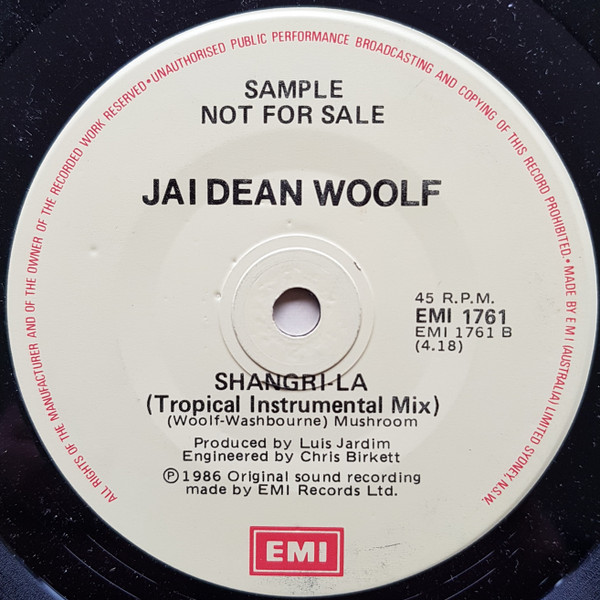 ALL RIGHTS OF THE MANUFACTURER AND OF THE OWNER OF THE RECORDED WORK RESERVED • UNAUTHORISED PUBLIC PERFORMANCE BROADCASTING AND COPYING OF THIS RECORD PROHIBITED. • MADE BY E M I (AUSTRALIA) LIMITED SYDNEY, N.S.W.
SAMPLE
NOT FOR SALE
JAI DEAN WOOLF
45 R.P.M.
EMI 1761
EMI 1761 B
(4.18)
SHANGRI-LA
(Tropical Instrumental Mix)
(Woolf-Washbourne) Mushroom
Produced by Luis Jardim
Engineered by Chris Birkett
Ⓟ 1986 Original sound recording
made by EMI Records Ltd.
EMI